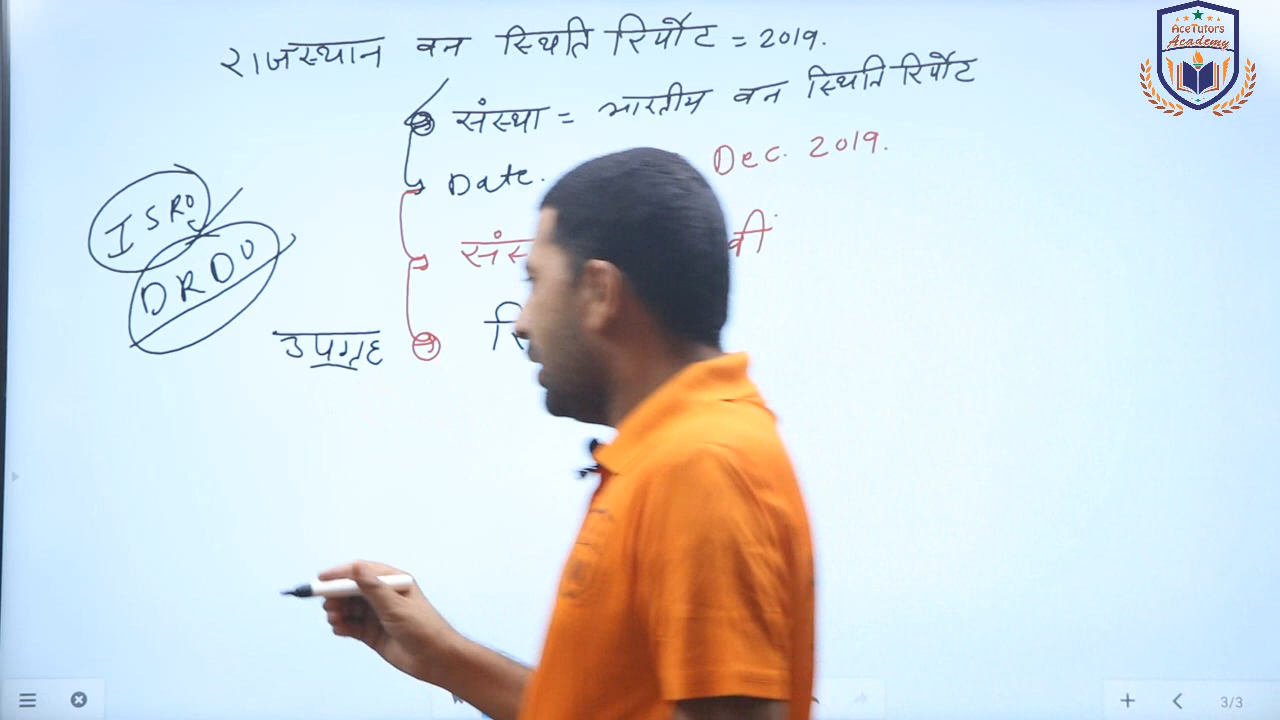 राजस्थान वन स्थिति रिर्पोट = 2019.
संस्था = भारतीय वन स्थिति रिर्पोट
Date. Dec. 2019.
ISRO
DRDO
उपग्रह
AceTutors
Academy
3/3